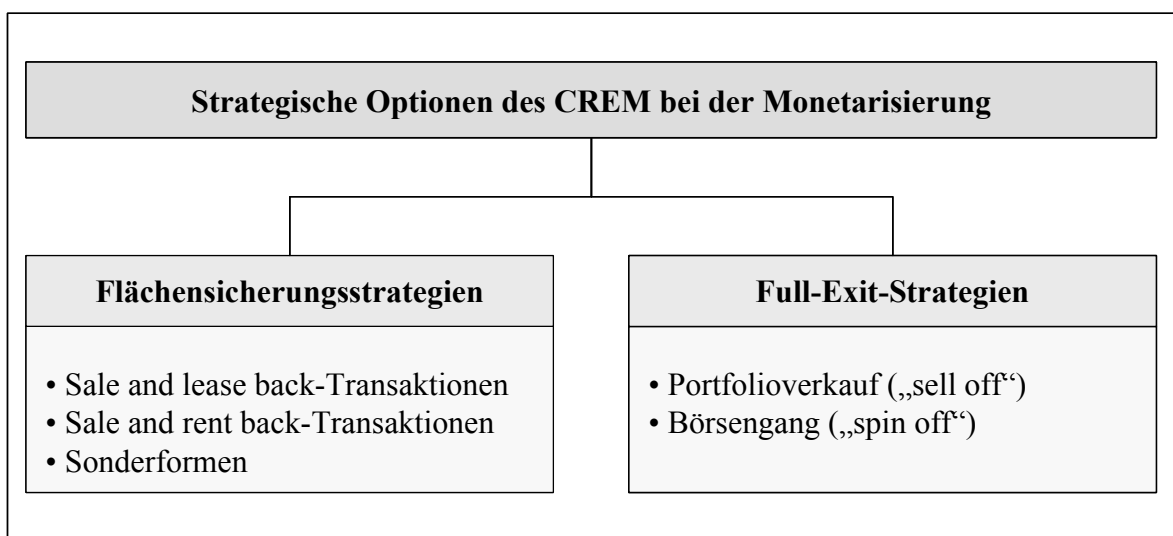 Strategische Optionen des CREM bei der Monetarisierung
Flächensicherungsstrategien
• Sale and lease back-Transaktionen
• Sale and rent back-Transaktionen
• Sonderformen
Full-Exit-Strategien
• Portfolioverkauf („sell off“)
• Börsengang („spin off“)